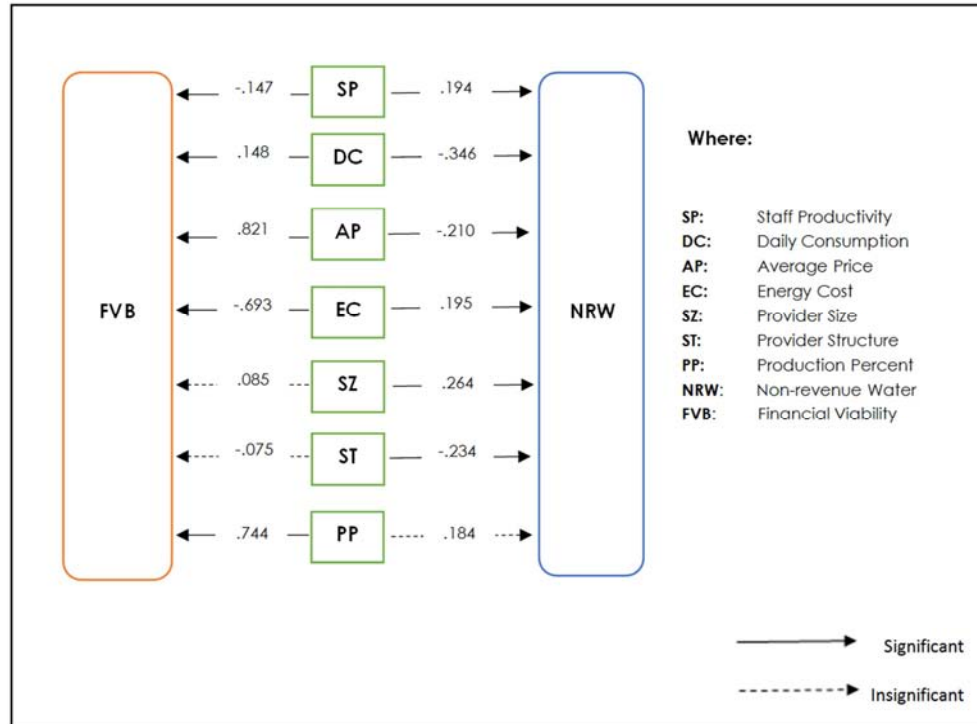 -.147 SP .194
.148 DC -.346
.821 AP -.210
FVB -.693 EC .195 NRW
.085 SZ .264
-.075 ST -.234
.744 PP .184
Where:
SP: Staff Productivity
DC: Daily Consumption
AP: Average Price
EC: Energy Cost
SZ: Provider Size
ST: Provider Structure
PP: Production Percent
NRW: Non-revenue Water
FVB: Financial Viability
Significant
Insignificant